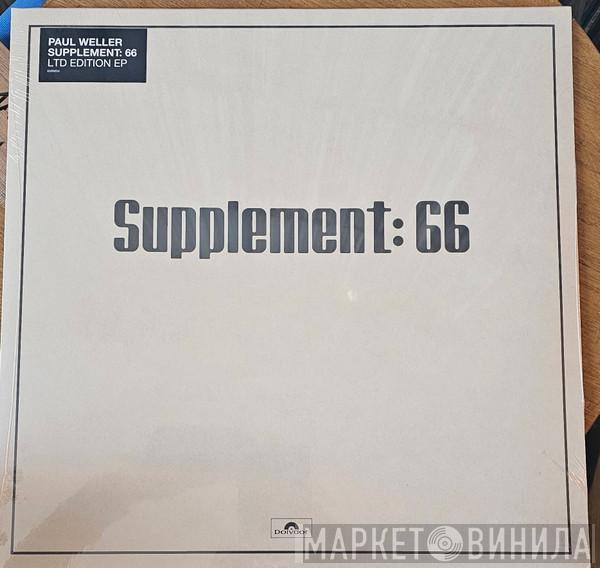 PAUL WELLER
SUPPLEMENT: 66
LTD EDITION EP
Supplement: 66
Polydor
МАРКЕТ ВИНИЛА